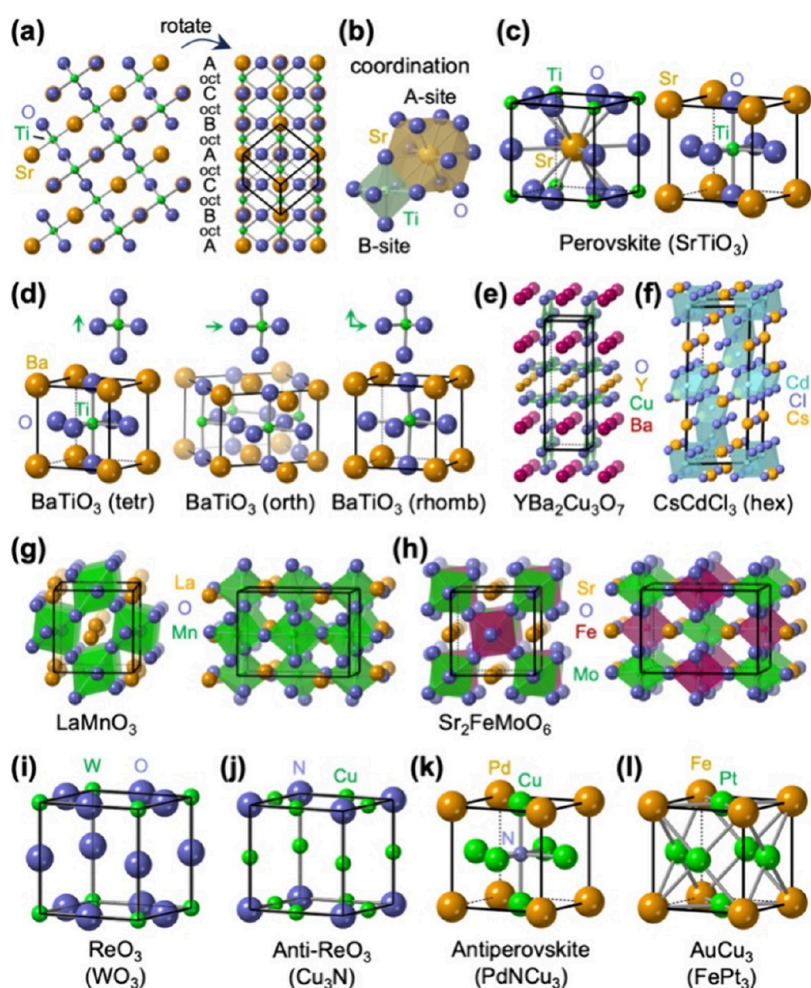 (a)
rotate
A
oct
C
oct
B
oct
A
oct
C
oct
B
oct
A
O
Ti
Sr
(b)
coordination
A-site
Sr
Ti
O
B-site
(c)
Ti
O
Sr
Sr
O
Ti
Perovskite (SrTiO₃)
(d)
Ba
O
Ti
BaTiO₃ (tetr)
BaTiO₃ (orth)
BaTiO₃ (rhomb)
(e)
O
Y
Cu
Ba
YBa₂Cu₃O₇
(f)
Cd
Cl
Cs
CsCdCl₃ (hex)
(g)
La
O
Mn
LaMnO₃
(h)
Sr
O
Fe
Mo
Sr₂FeMoO₆
(i)
W
O
ReO₃
(WO₃)
(j)
N
Cu
Anti-ReO₃
(Cu₃N)
(k)
Pd
Cu
N
Antiperovskite
(PdNCu₃)
(l)
Fe
Pt
AuCu₃
(FePt₃)